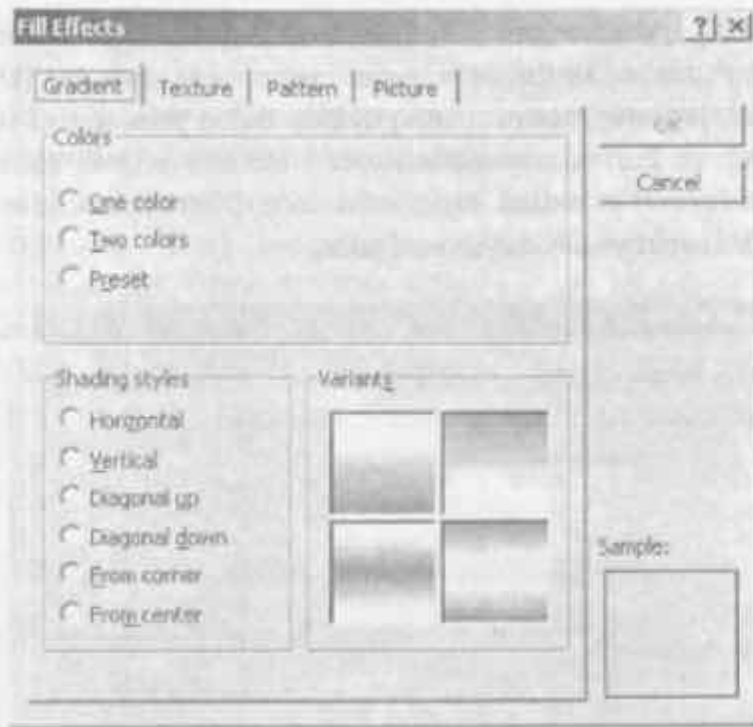 Fill Effects
Gradient Texture Pattern Picture
Colors
One color
Two colors
Preset
OK
Cancel
Shading styles
Horizontal
Vertical
Diagonal up
Diagonal down
From corner
From center
Variants
Sample: